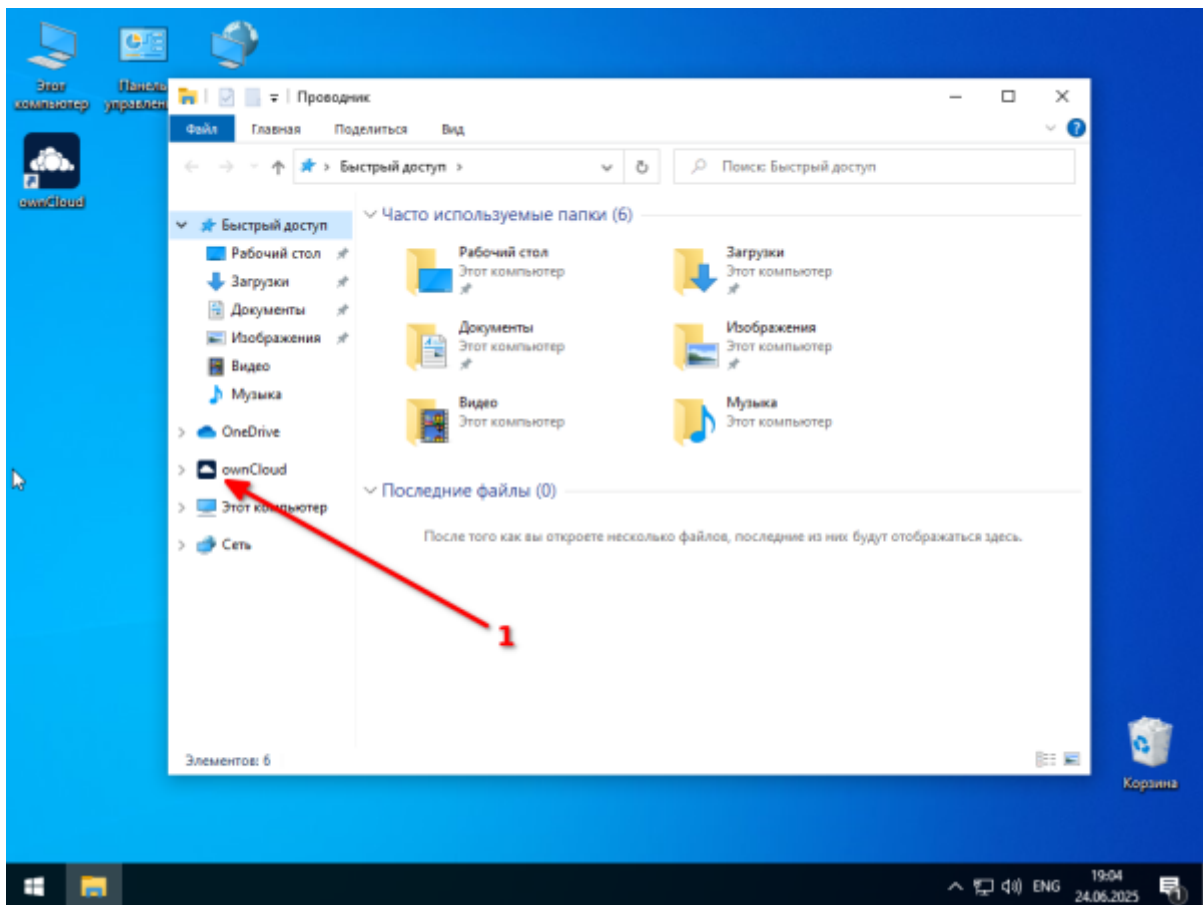 Этот компьютер
Панель управлен
ownCloud
Проводник
Файл
Главная
Поделиться
Вид
Быстрый доступ
Поиск: Быстрый доступ
Быстрый доступ
Рабочий стол
Загрузки
Документы
Изображения
Видео
Музыка
OneDrive
ownCloud
Этот компьютер
Сеть
Часто используемые папки (6)
Рабочий стол
Этот компьютер
Загрузки
Этот компьютер
Документы
Этот компьютер
Изображения
Этот компьютер
Видео
Этот компьютер
Музыка
Этот компьютер
Последние файлы (0)
После того как вы откроете несколько файлов, последние из них будут отображаться здесь.
1
Элементов: 6
Корзина
ENG
19:04
24.06.2025
1